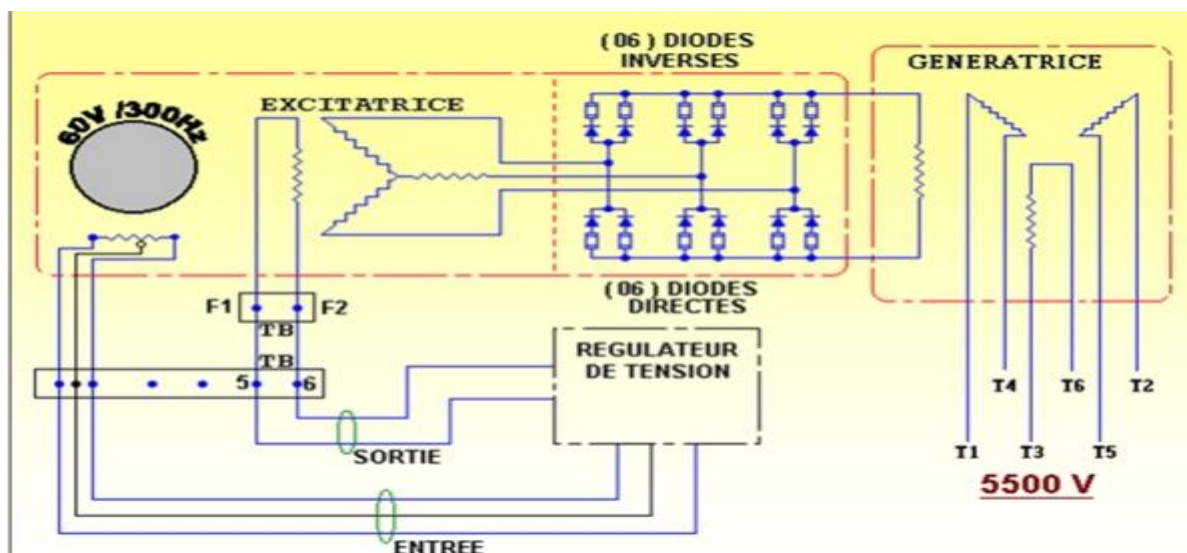 ( 06 ) DIODES
INVERSES
GENERATRICE
60V /300Hz
EXCITATRICE
( 06 ) DIODES
DIRECTES
F1
F2
TB
TB
5
6
REGULATEUR
DE TENSION
SORTIE
ENTREE
T4
T6
T2
T1
T3
T5
5500 V